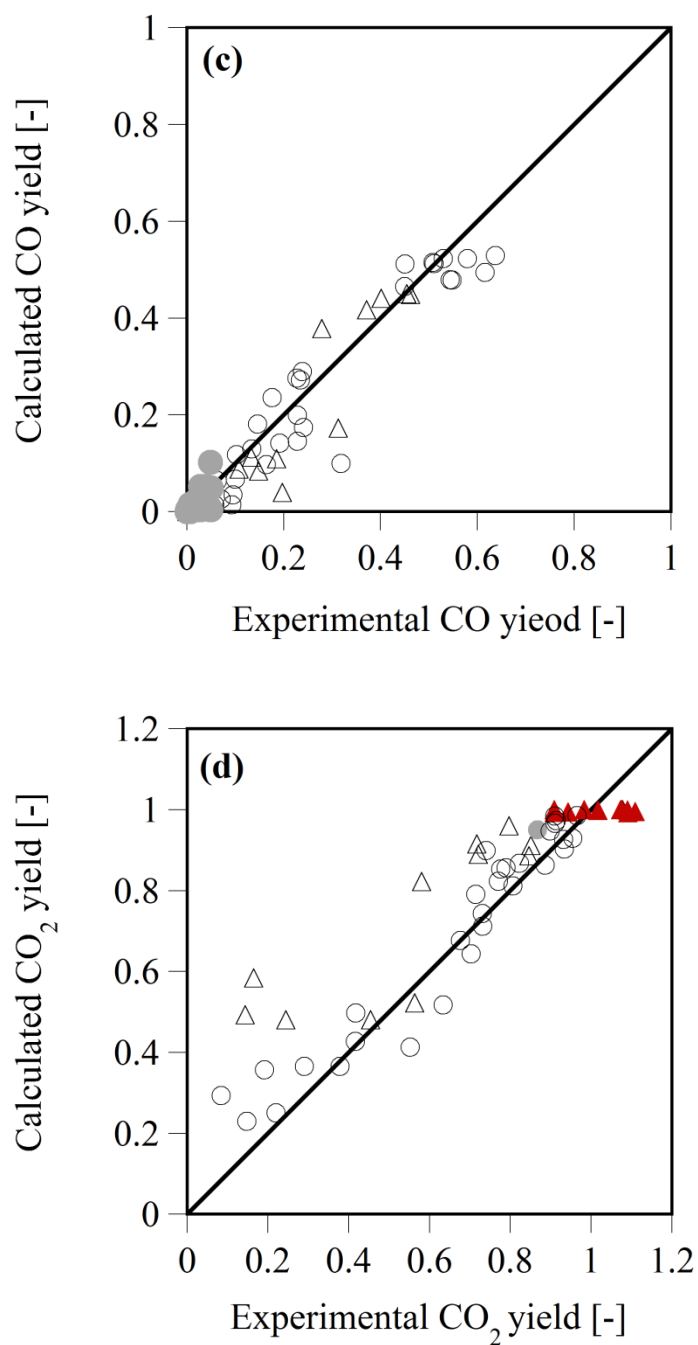 (c)
1
0.8
0.6
0.4
0.2
0
Calculated CO yield [-]
0 0.2 0.4 0.6 0.8 1
Experimental CO yieod [-]
(d)
1.2
1
0.8
0.6
0.4
0.2
0
Calculated CO₂ yield [-]
0 0.2 0.4 0.6 0.8 1 1.2
Experimental CO₂ yield [-]